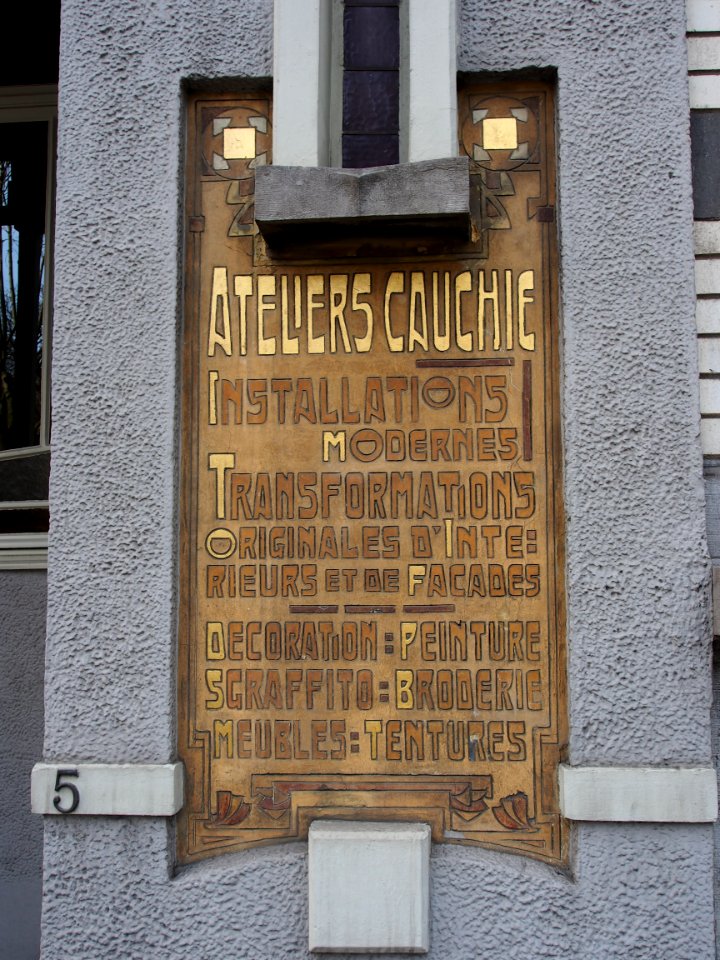 ATELIERS CAUCHIE
INSTALLATIONS
MODERNES
TRANSFORMATIONS
ORIGINALES D'INTE=
RIEURS ET DE FACADES
DECORATION : PEINTURE
SGRAFFITO : BRODERIE
MEUBLES : TENTURES
5